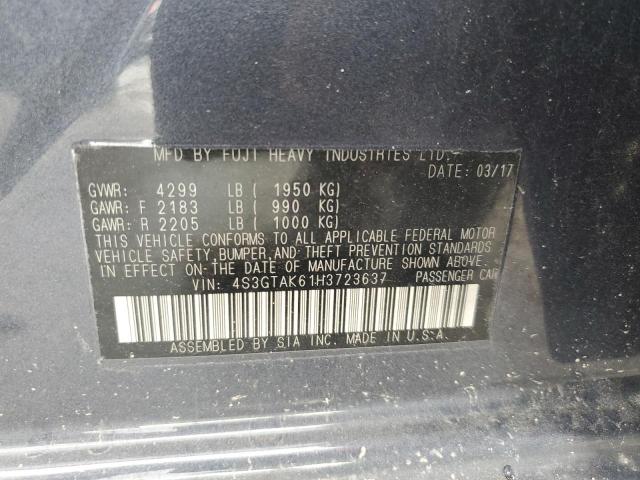 MFD BY FUJI HEAVY INDUSTRIES LTD.
DATE: 03/17
GVWR: 4299 LB ( 1950 KG)
GAWR: F 2183 LB ( 990 KG)
GAWR: R 2205 LB ( 1000 KG)
THIS VEHICLE CONFORMS TO ALL APPLICABLE FEDERAL MOTOR
VEHICLE SAFETY, BUMPER, AND THEFT PREVENTION STANDARDS
IN EFFECT ON THE DATE OF MANUFACTURE SHOWN ABOVE.
VIN: 4S3GTAK61H3723637 PASSENGER CAR
ASSEMBLED BY SIA INC. MADE IN U.S.A.